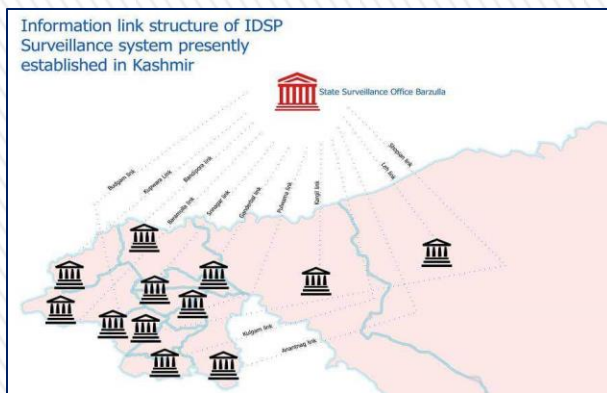 Information link structure of IDSP
Surveillance system presently
established in Kashmir
State Surveillance Office Barzulla
Budgam link
Kupwara Link
Bandipora link
Baramulla link
Srinagar link
Ganderbal link
Pulwama link
Kargil link
Leh link
Shopian link
Kulgam link
Anantnag link